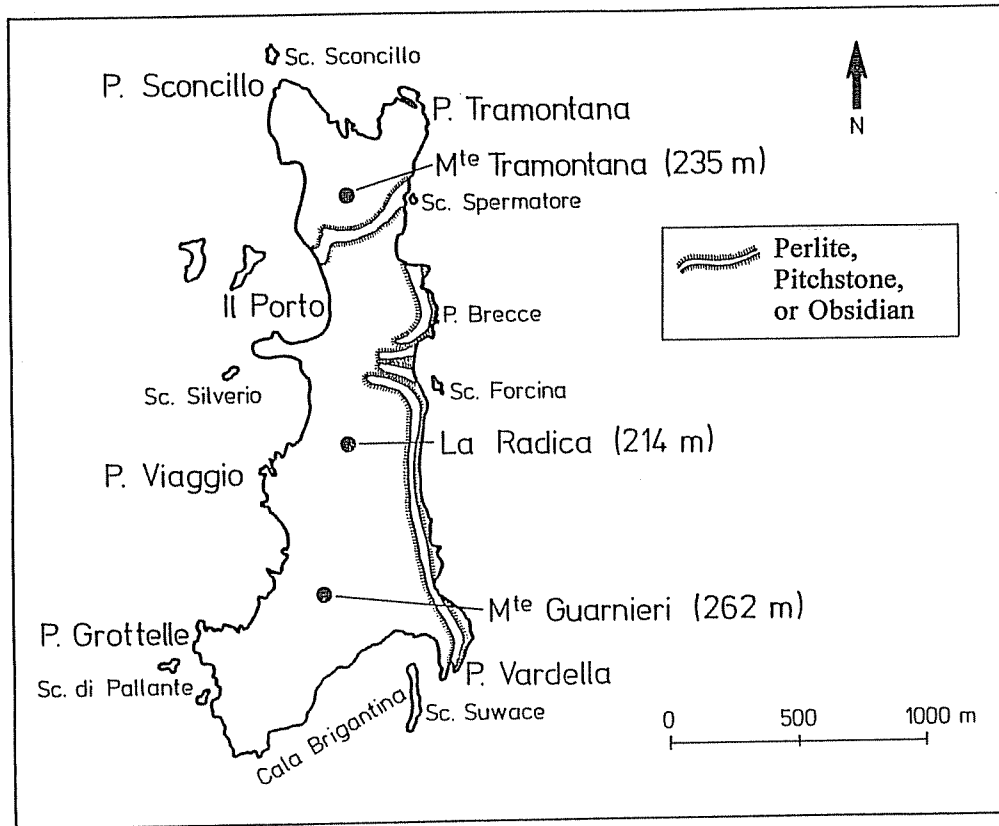 Sc. Sconcillo
P. Sconcillo
P. Tramontana
N
Mte Tramontana (235 m)
Sc. Spermatore
Perlite,
Pitchstone,
or Obsidian
Il Porto
P. Brecce
Sc. Silverio
Sc. Forcina
La Radica (214 m)
P. Viaggio
Mte Guarnieri (262 m)
P. Grottelle
Sc. di Pallante
P. Vardella
Sc. Suwace
Cala Brigantina
0 500 1000 m